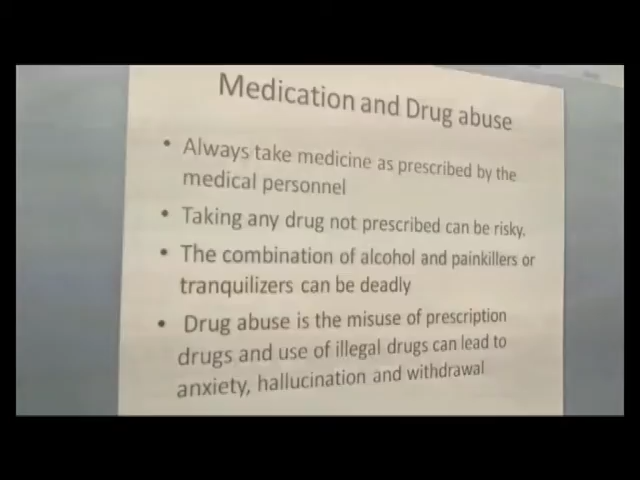 Medication and Drug abuse
• Always take medicine as prescribed by the
medical personnel
• Taking any drug not prescribed can be risky.
• The combination of alcohol and painkillers or
tranquilizers can be deadly
• Drug abuse is the misuse of prescription
drugs and use of illegal drugs can lead to
anxiety, hallucination and withdrawal